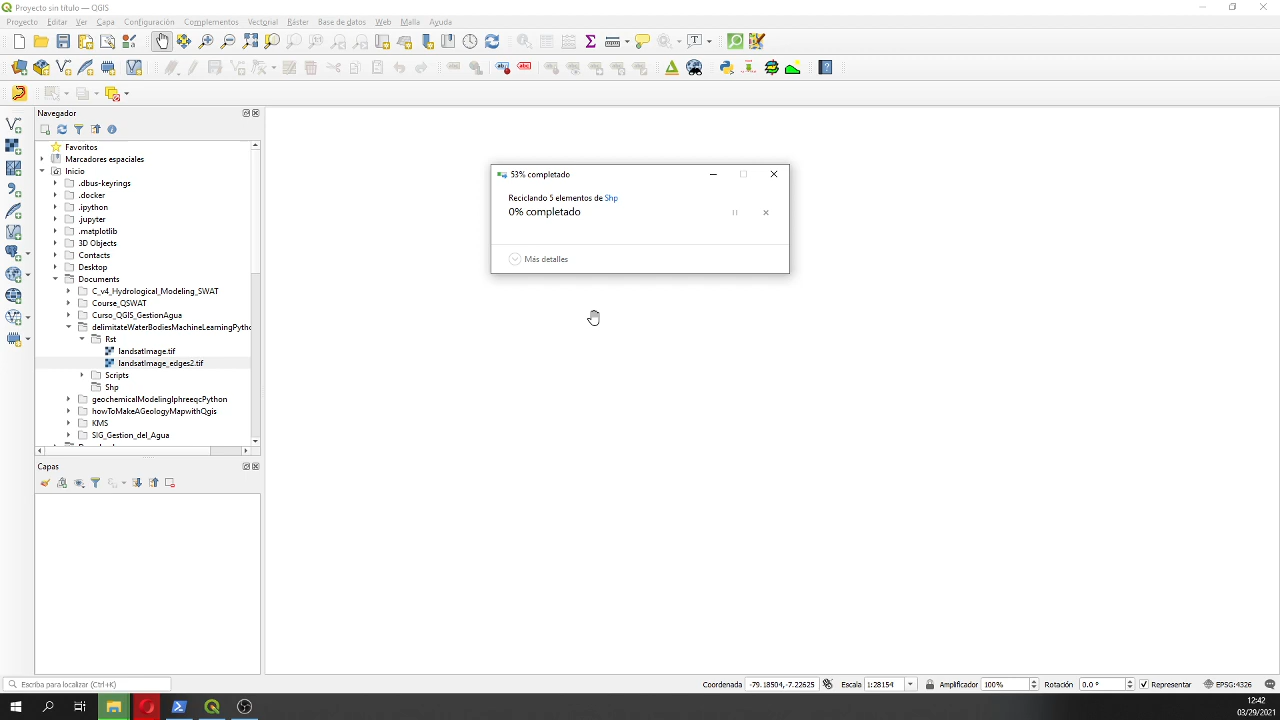 Proyecto sin título — QGIS
Proyecto Editar Ver Capa Configuración Complementos Vectorial Ráster Base de datos Web Malla Ayuda
Navegador
Favoritos
Marcadores espaciales
Inicio
.dbus-keyrings
.docker
.ipython
.jupyter
.matplotlib
3D Objects
Contacts
Desktop
Documents
C_v4_Hydrological_Modeling_SWAT
Course_QSWAT
Curso_QGIS_GestionAgua
delimitateWaterBodiesMachineLearningPytho
Rst
landsatImage.tif
landsatImage_edges2.tif
Scripts
Shp
geochemicalModelingIphreeqcPython
howToMakeAGeologyMapwithQgis
KMS
SIG_Gestion_del_Agua
Capas
53% completado
Reciclando 5 elementos de Shp
0% completado
Más detalles
Escriba para localizar (Ctrl+K)
Coordenada -79.18504,-7.22625 Escala 1:28154 Amplificador 100% Rotación 0.0 ° Representar EPSG:4326
12:42
03/29/2021